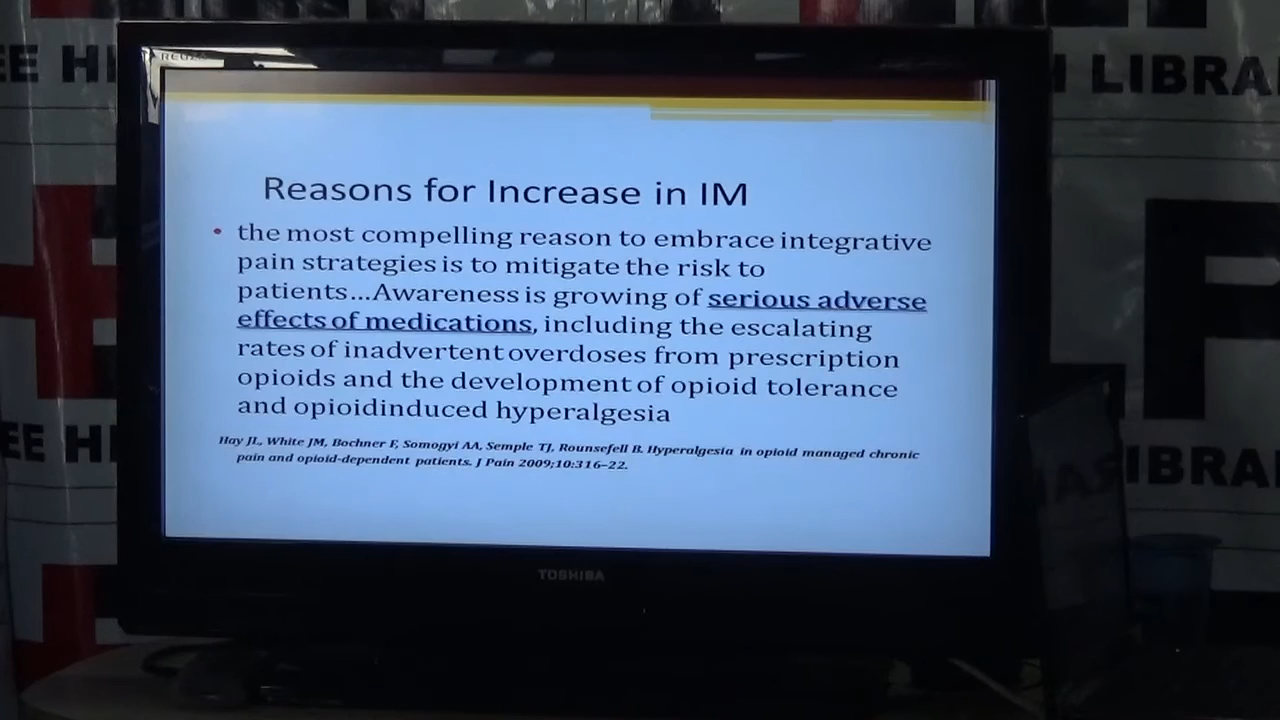 EE H
H LIBRA
Reasons for Increase in IM
• the most compelling reason to embrace integrative
pain strategies is to mitigate the risk to
patients...Awareness is growing of serious adverse
effects of medications, including the escalating
rates of inadvertent overdoses from prescription
opioids and the development of opioid tolerance
and opioidinduced hyperalgesia
Hay JL, White JM, Bochner F, Somogyi AA, Semple TJ, Rounsefell B. Hyperalgesia in opioid managed chronic
pain and opioid-dependent patients. J Pain 2009;10:316–22.
EE H
IBRA
TOSHIBA